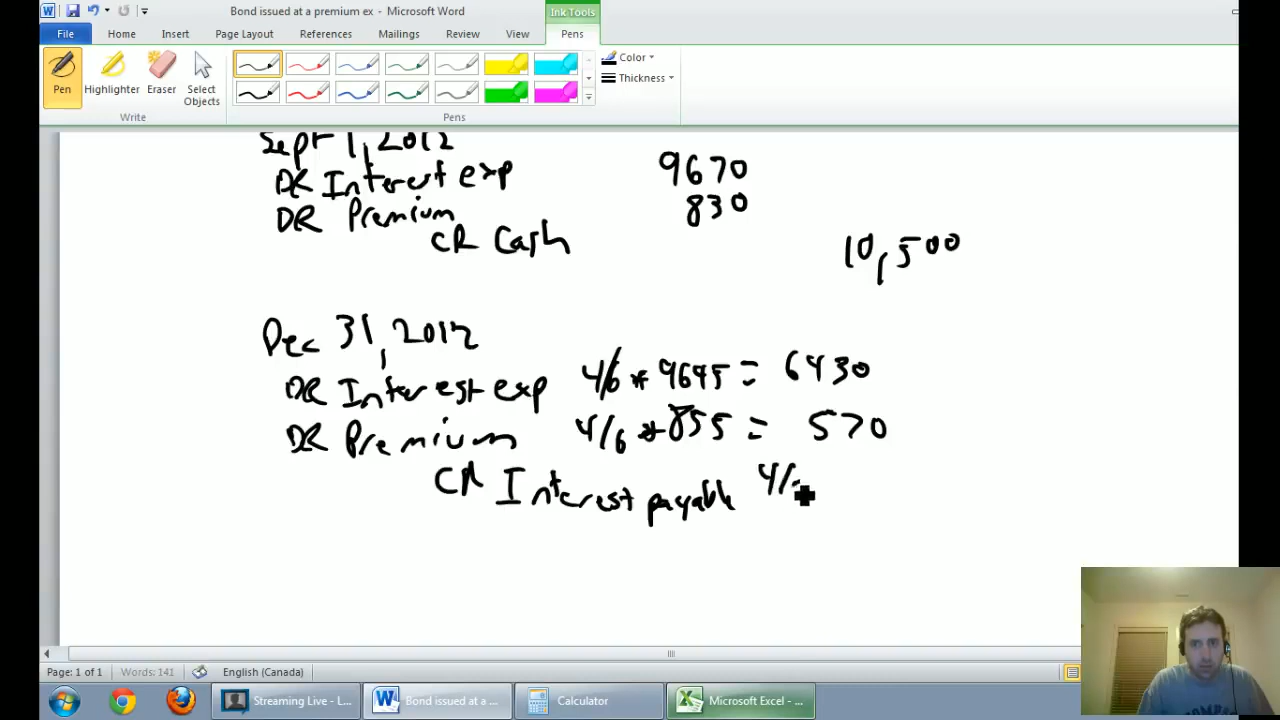 Bond issued at a premium ex - Microsoft Word
Ink Tools
File Home Insert Page Layout References Mailings Review View Pens
Pen Highlighter Eraser Select Objects
Color
Thickness
Write Pens
Sept 1, 2012
DR Interest exp 9670
DR Premium 830
CR Cash 10,500
Dec 31, 2012
DR Interest exp 4/6 * 9645 = 6430
DR Premium 4/6 * 855 = 570
CR Interest payable 4/
Page: 1 of 1 Words: 141 English (Canada)
Streaming Live - L... Bond issued at a ... Calculator Microsoft Excel - ...